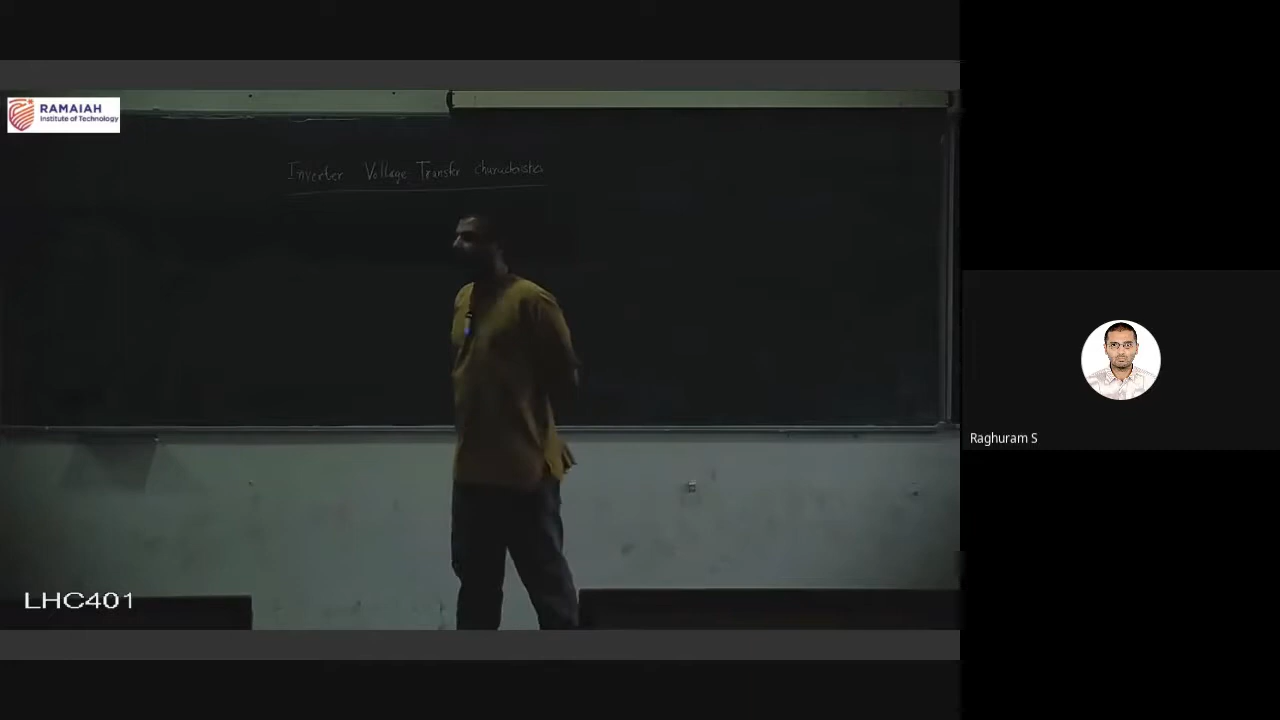 RAMAIAH
Institute of Technology
Inverter Voltage Transfer characteristics
Raghuram S
LHC401